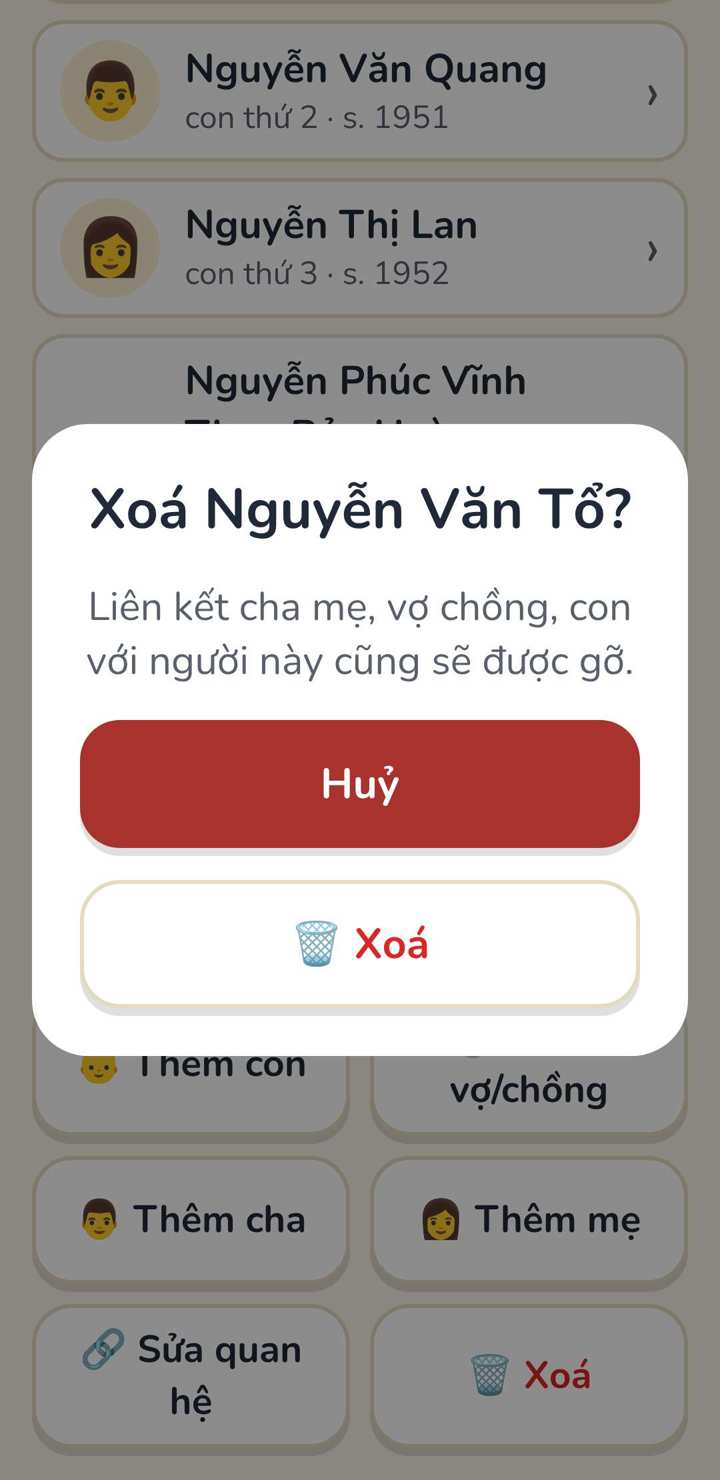 Nguyễn Văn Quang
con thứ 2 · s. 1951
›
Nguyễn Thị Lan
con thứ 3 · s. 1952
›
Nguyễn Phúc Vĩnh
Xoá Nguyễn Văn Tổ?
Liên kết cha mẹ, vợ chồng, con
với người này cũng sẽ được gỡ.
Huỷ
🗑️ Xoá
Thêm con
vợ/chồng
Thêm cha
Thêm mẹ
Sửa quan
hệ
🗑️ Xoá